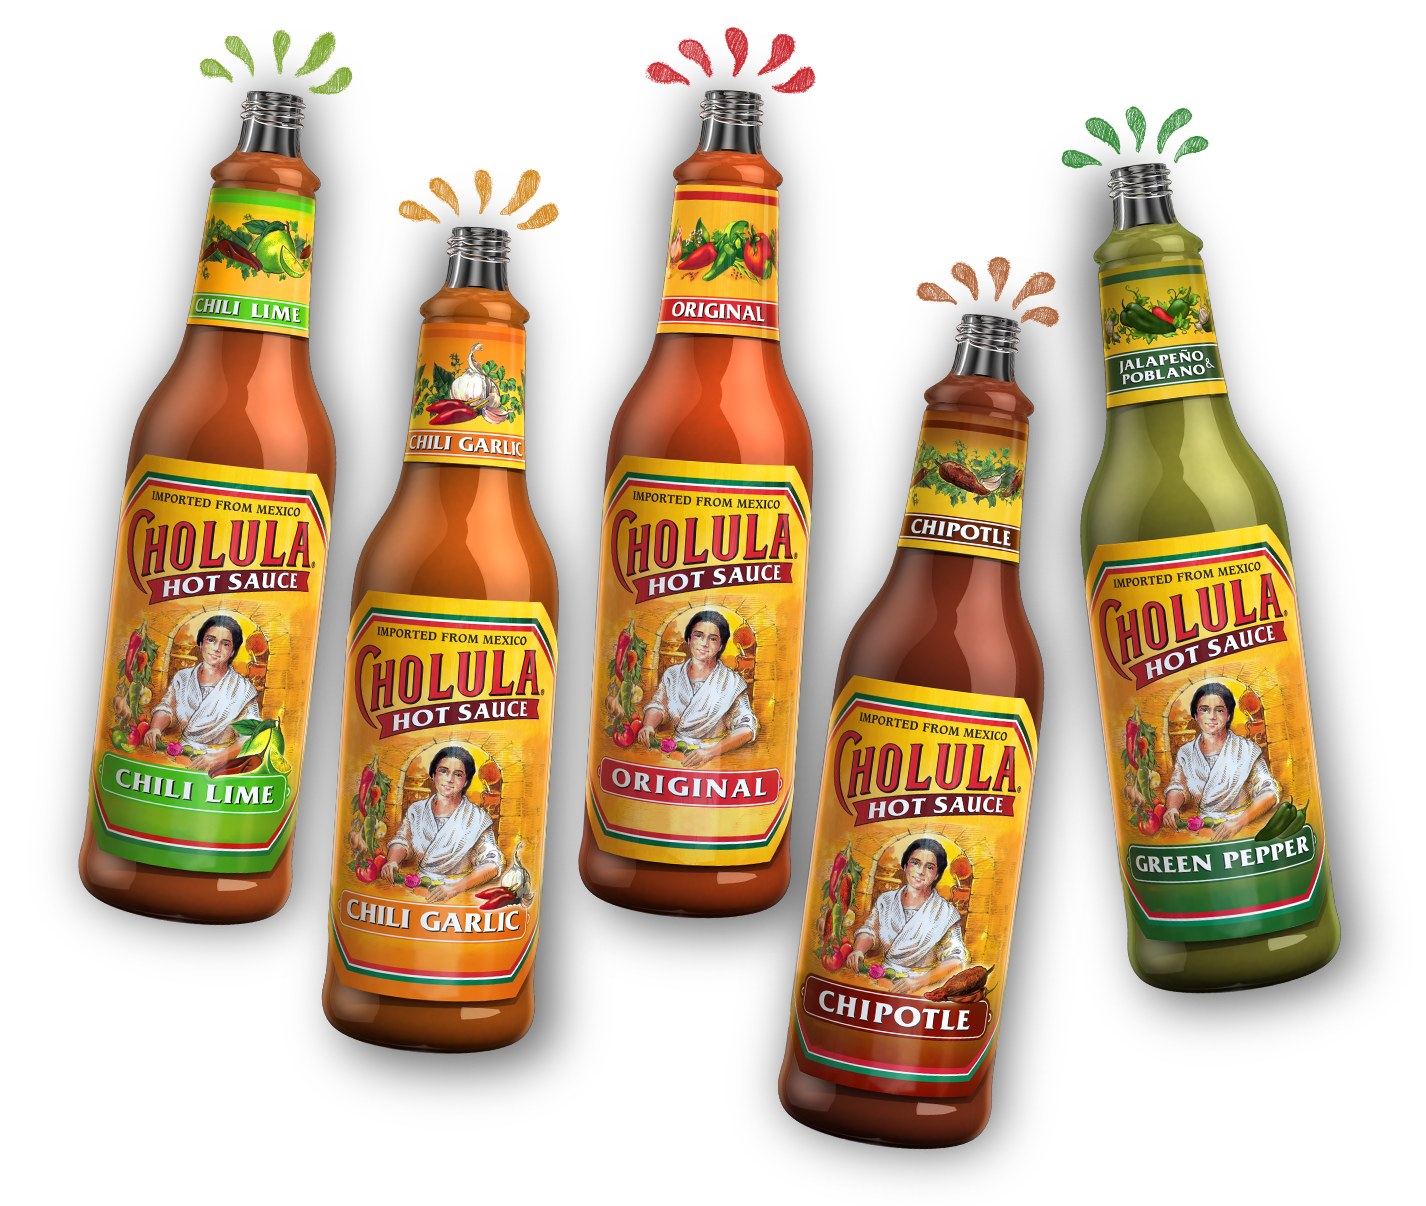 CHILI LIME
IMPORTED FROM MEXICO
CHOLULA®
HOT SAUCE
CHILI LIME
CHILI GARLIC
IMPORTED FROM MEXICO
CHOLULA®
HOT SAUCE
CHILI GARLIC
ORIGINAL
IMPORTED FROM MEXICO
CHOLULA®
HOT SAUCE
ORIGINAL
CHIPOTLE
IMPORTED FROM MEXICO
CHOLULA®
HOT SAUCE
CHIPOTLE
JALAPEÑO &
POBLANO
IMPORTED FROM MEXICO
CHOLULA®
HOT SAUCE
GREEN PEPPER